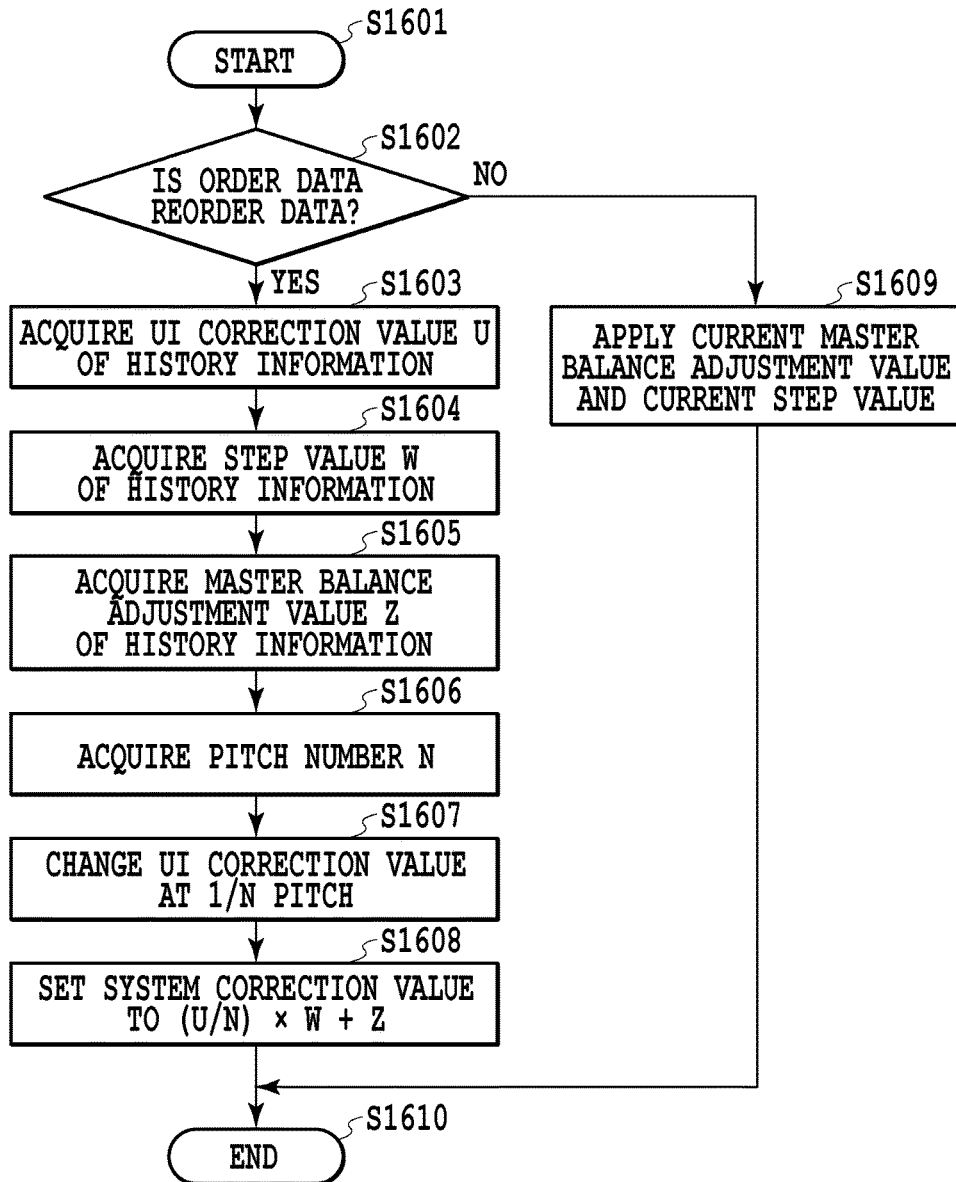 S1601
START
S1602
IS ORDER DATA
REORDER DATA?
NO
YES
S1603
ACQUIRE UI CORRECTION VALUE U
OF HISTORY INFORMATION
S1609
APPLY CURRENT MASTER
BALANCE ADJUSTMENT VALUE
AND CURRENT STEP VALUE
S1604
ACQUIRE STEP VALUE W
OF HISTORY INFORMATION
S1605
ACQUIRE MASTER BALANCE
ADJUSTMENT VALUE Z
OF HISTORY INFORMATION
S1606
ACQUIRE PITCH NUMBER N
S1607
CHANGE UI CORRECTION VALUE
AT 1/N PITCH
S1608
SET SYSTEM CORRECTION VALUE
TO (U/N) × W + Z
S1610
END